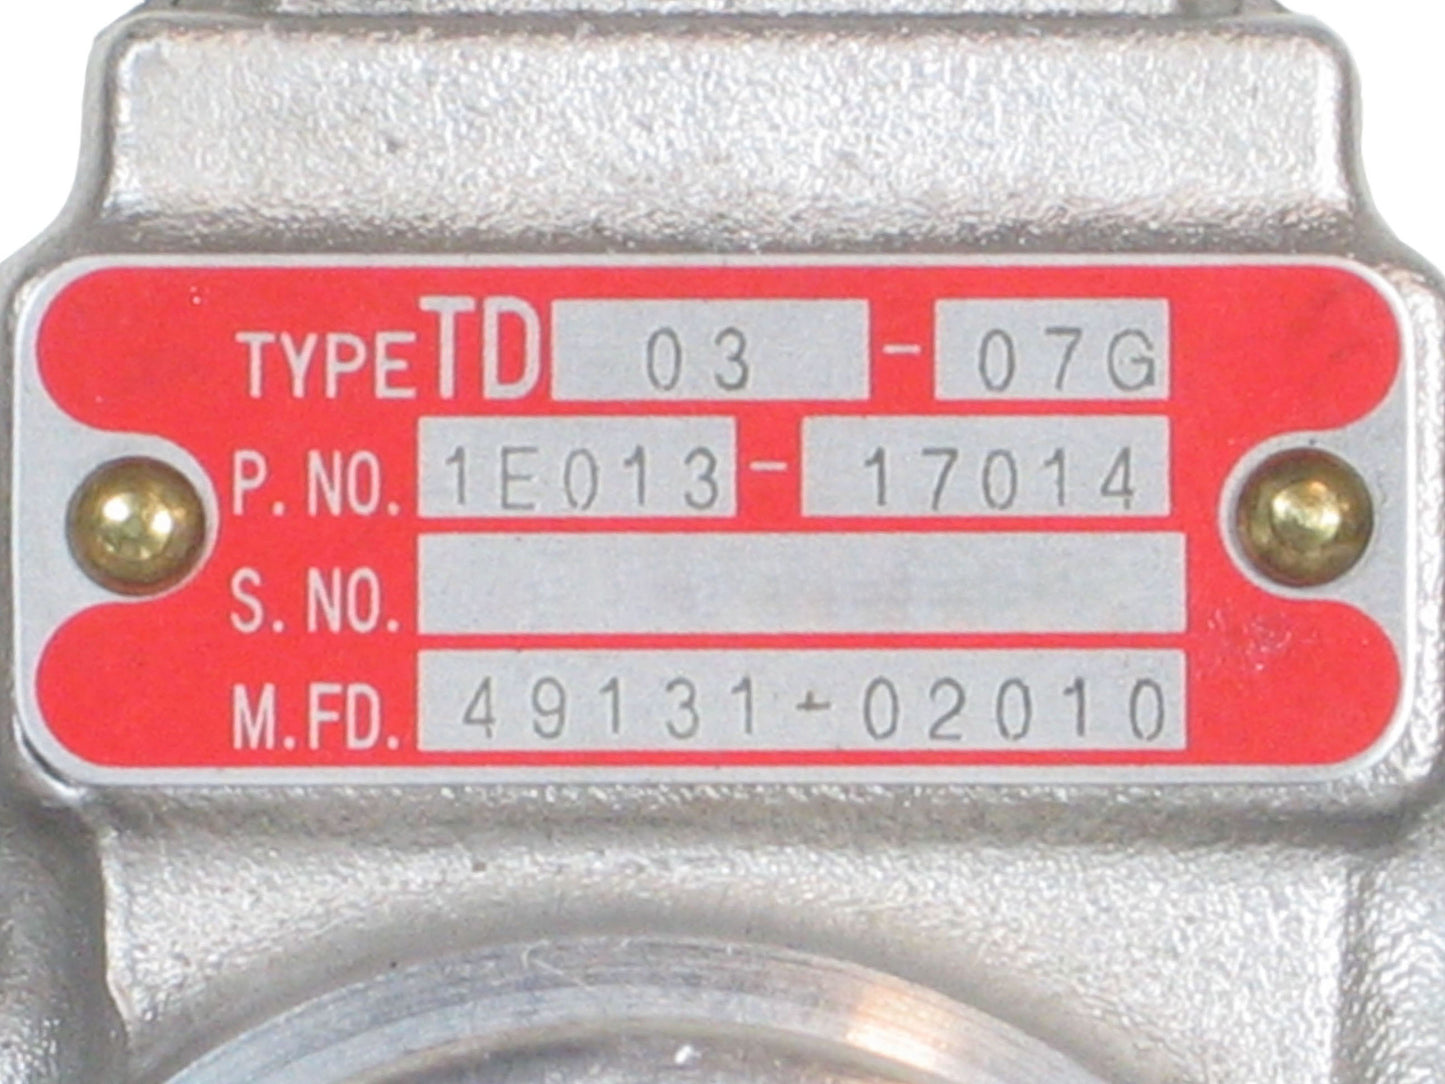 TYPE TD 03 - 07G
P. NO. 1E013 - 17014
S. NO.
M.FD. 49131-02010